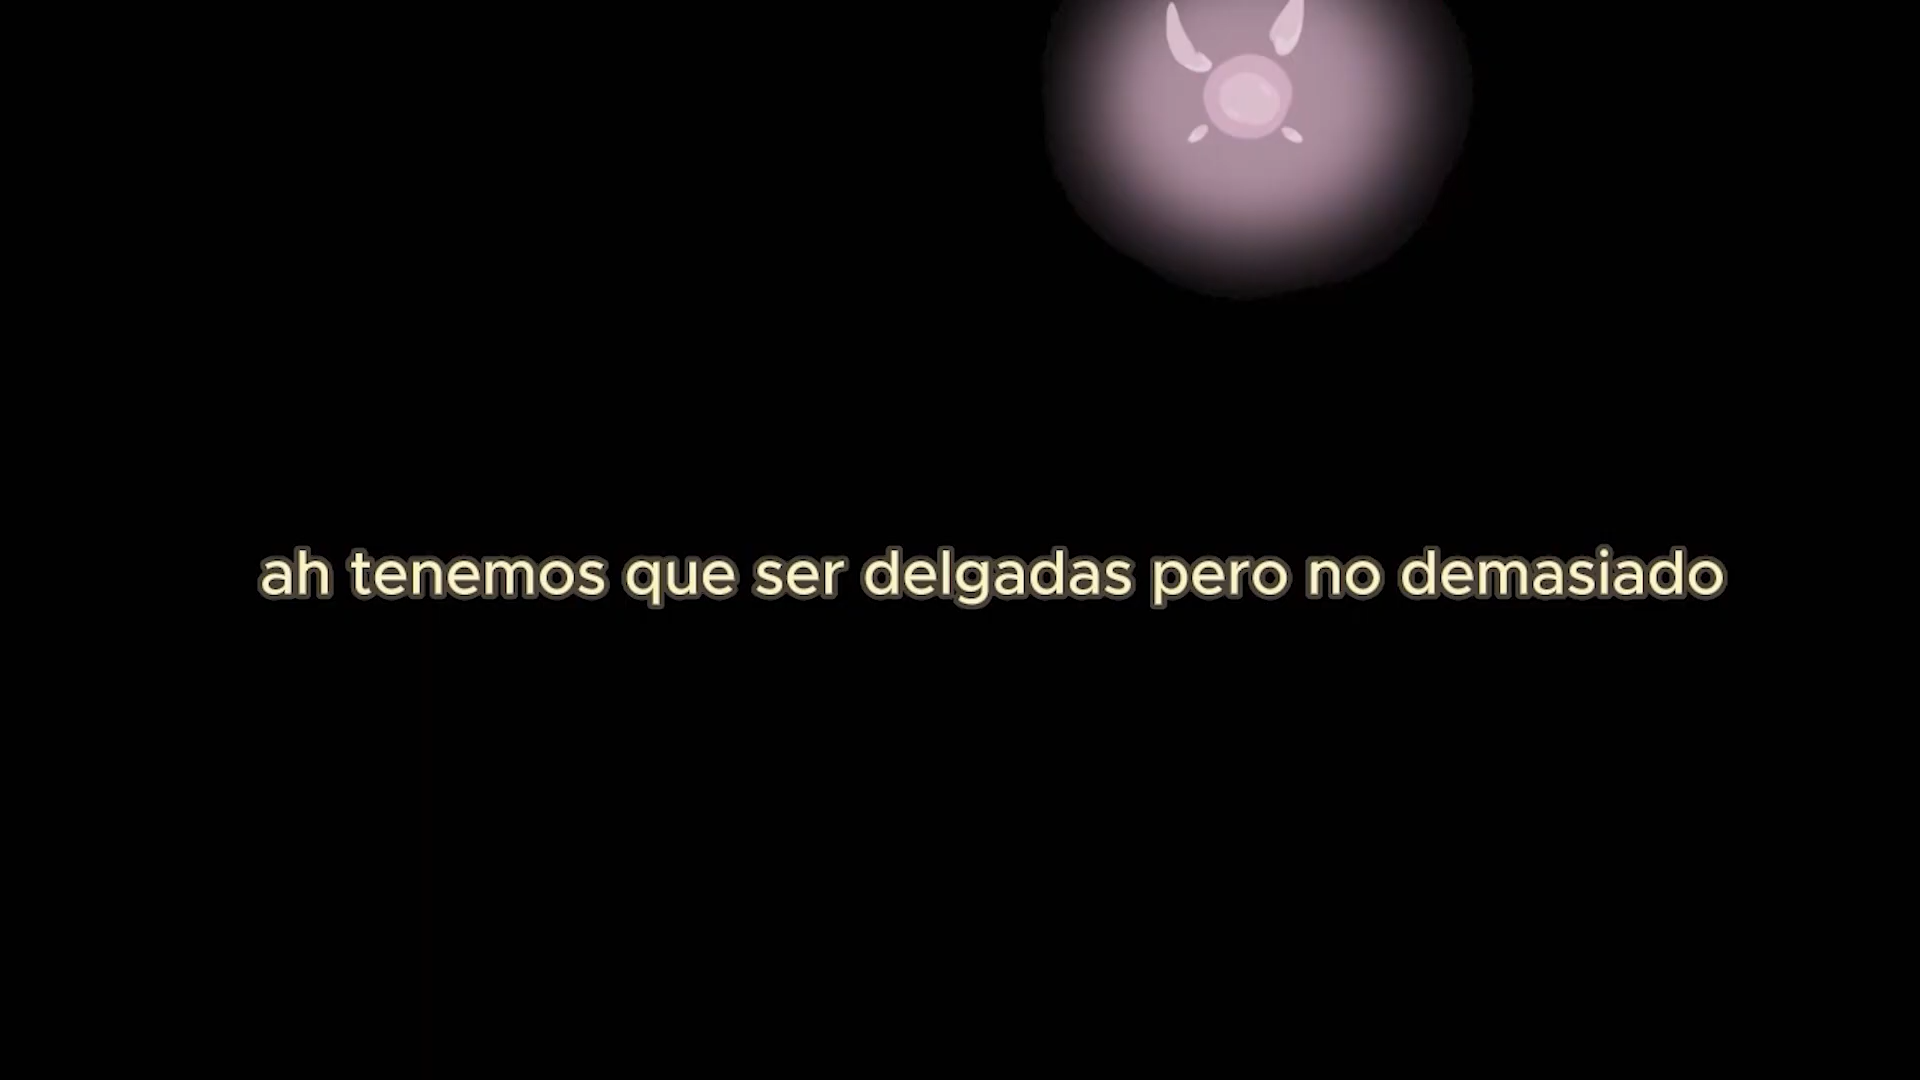 ah tenemos que ser delgadas pero no demasiado